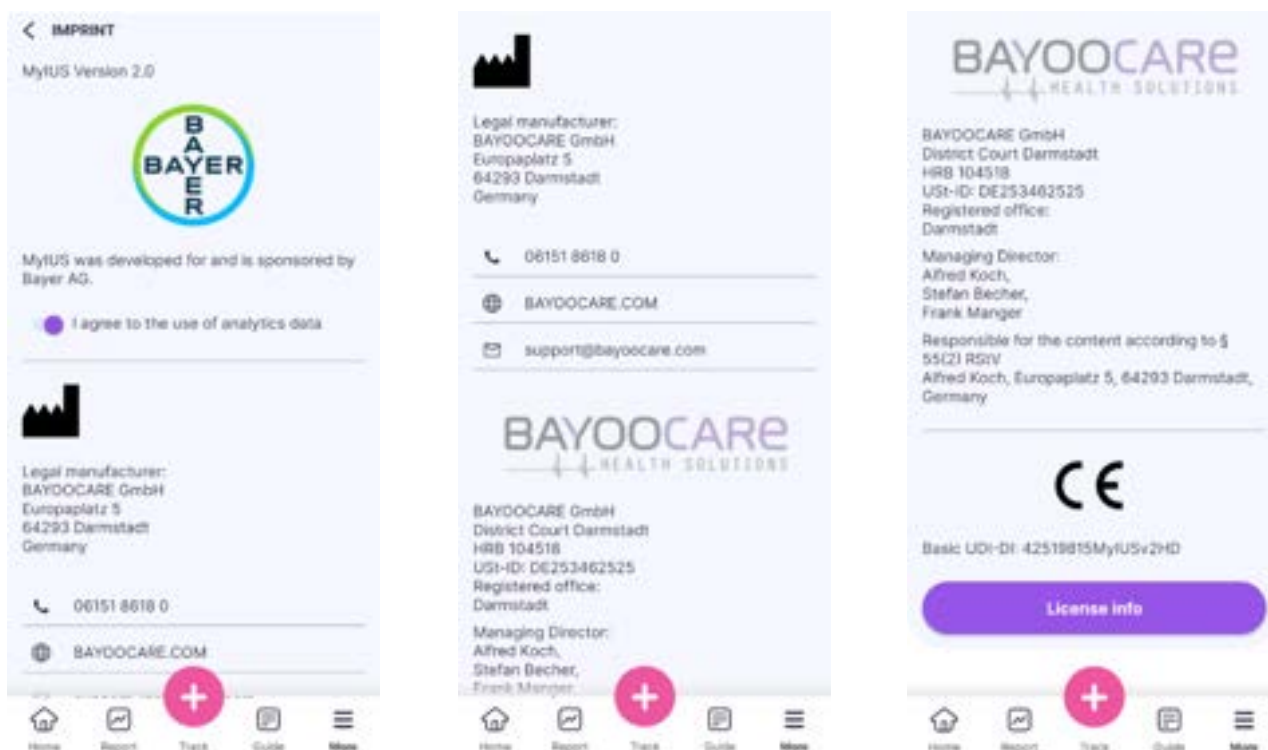 IMPRINT
MyIUS Version 2.0
BAYER
BAYER
MyIUS was developed for and is sponsored by
Bayer AG.
I agree to the use of analytics data
Legal manufacturer:
BAYOOCARE GmbH
Europaplatz 5
64293 Darmstadt
Germany
06151 8618 0
BAYOOCARE.COM
Home
Report
Track
Guide
More
Legal manufacturer:
BAYOOCARE GmbH
Europaplatz 5
64293 Darmstadt
Germany
06151 8618 0
BAYOOCARE.COM
support@bayoocare.com
BAYOOCARe
HEALTH SOLUTIONS
BAYOOCARE GmbH
District Court Darmstadt
HRB 104518
USt-ID: DE253462525
Registered office:
Darmstadt
Managing Director:
Alfred Koch,
Stefan Becher,
Frank Manger,
Home
Report
Track
Guide
More
BAYOOCARe
HEALTH SOLUTIONS
BAYOOCARE GmbH
District Court Darmstadt
HRB 104518
USt-ID: DE253462525
Registered office:
Darmstadt
Managing Director:
Alfred Koch,
Stefan Becher,
Frank Manger
Responsible for the content according to §
55(2) RStV
Alfred Koch, Europaplatz 5, 64293 Darmstadt,
Germany
CE
Basic UDI-DI: 42519815MyIUSv2HD
License info
Home
Report
Track
Guide
More